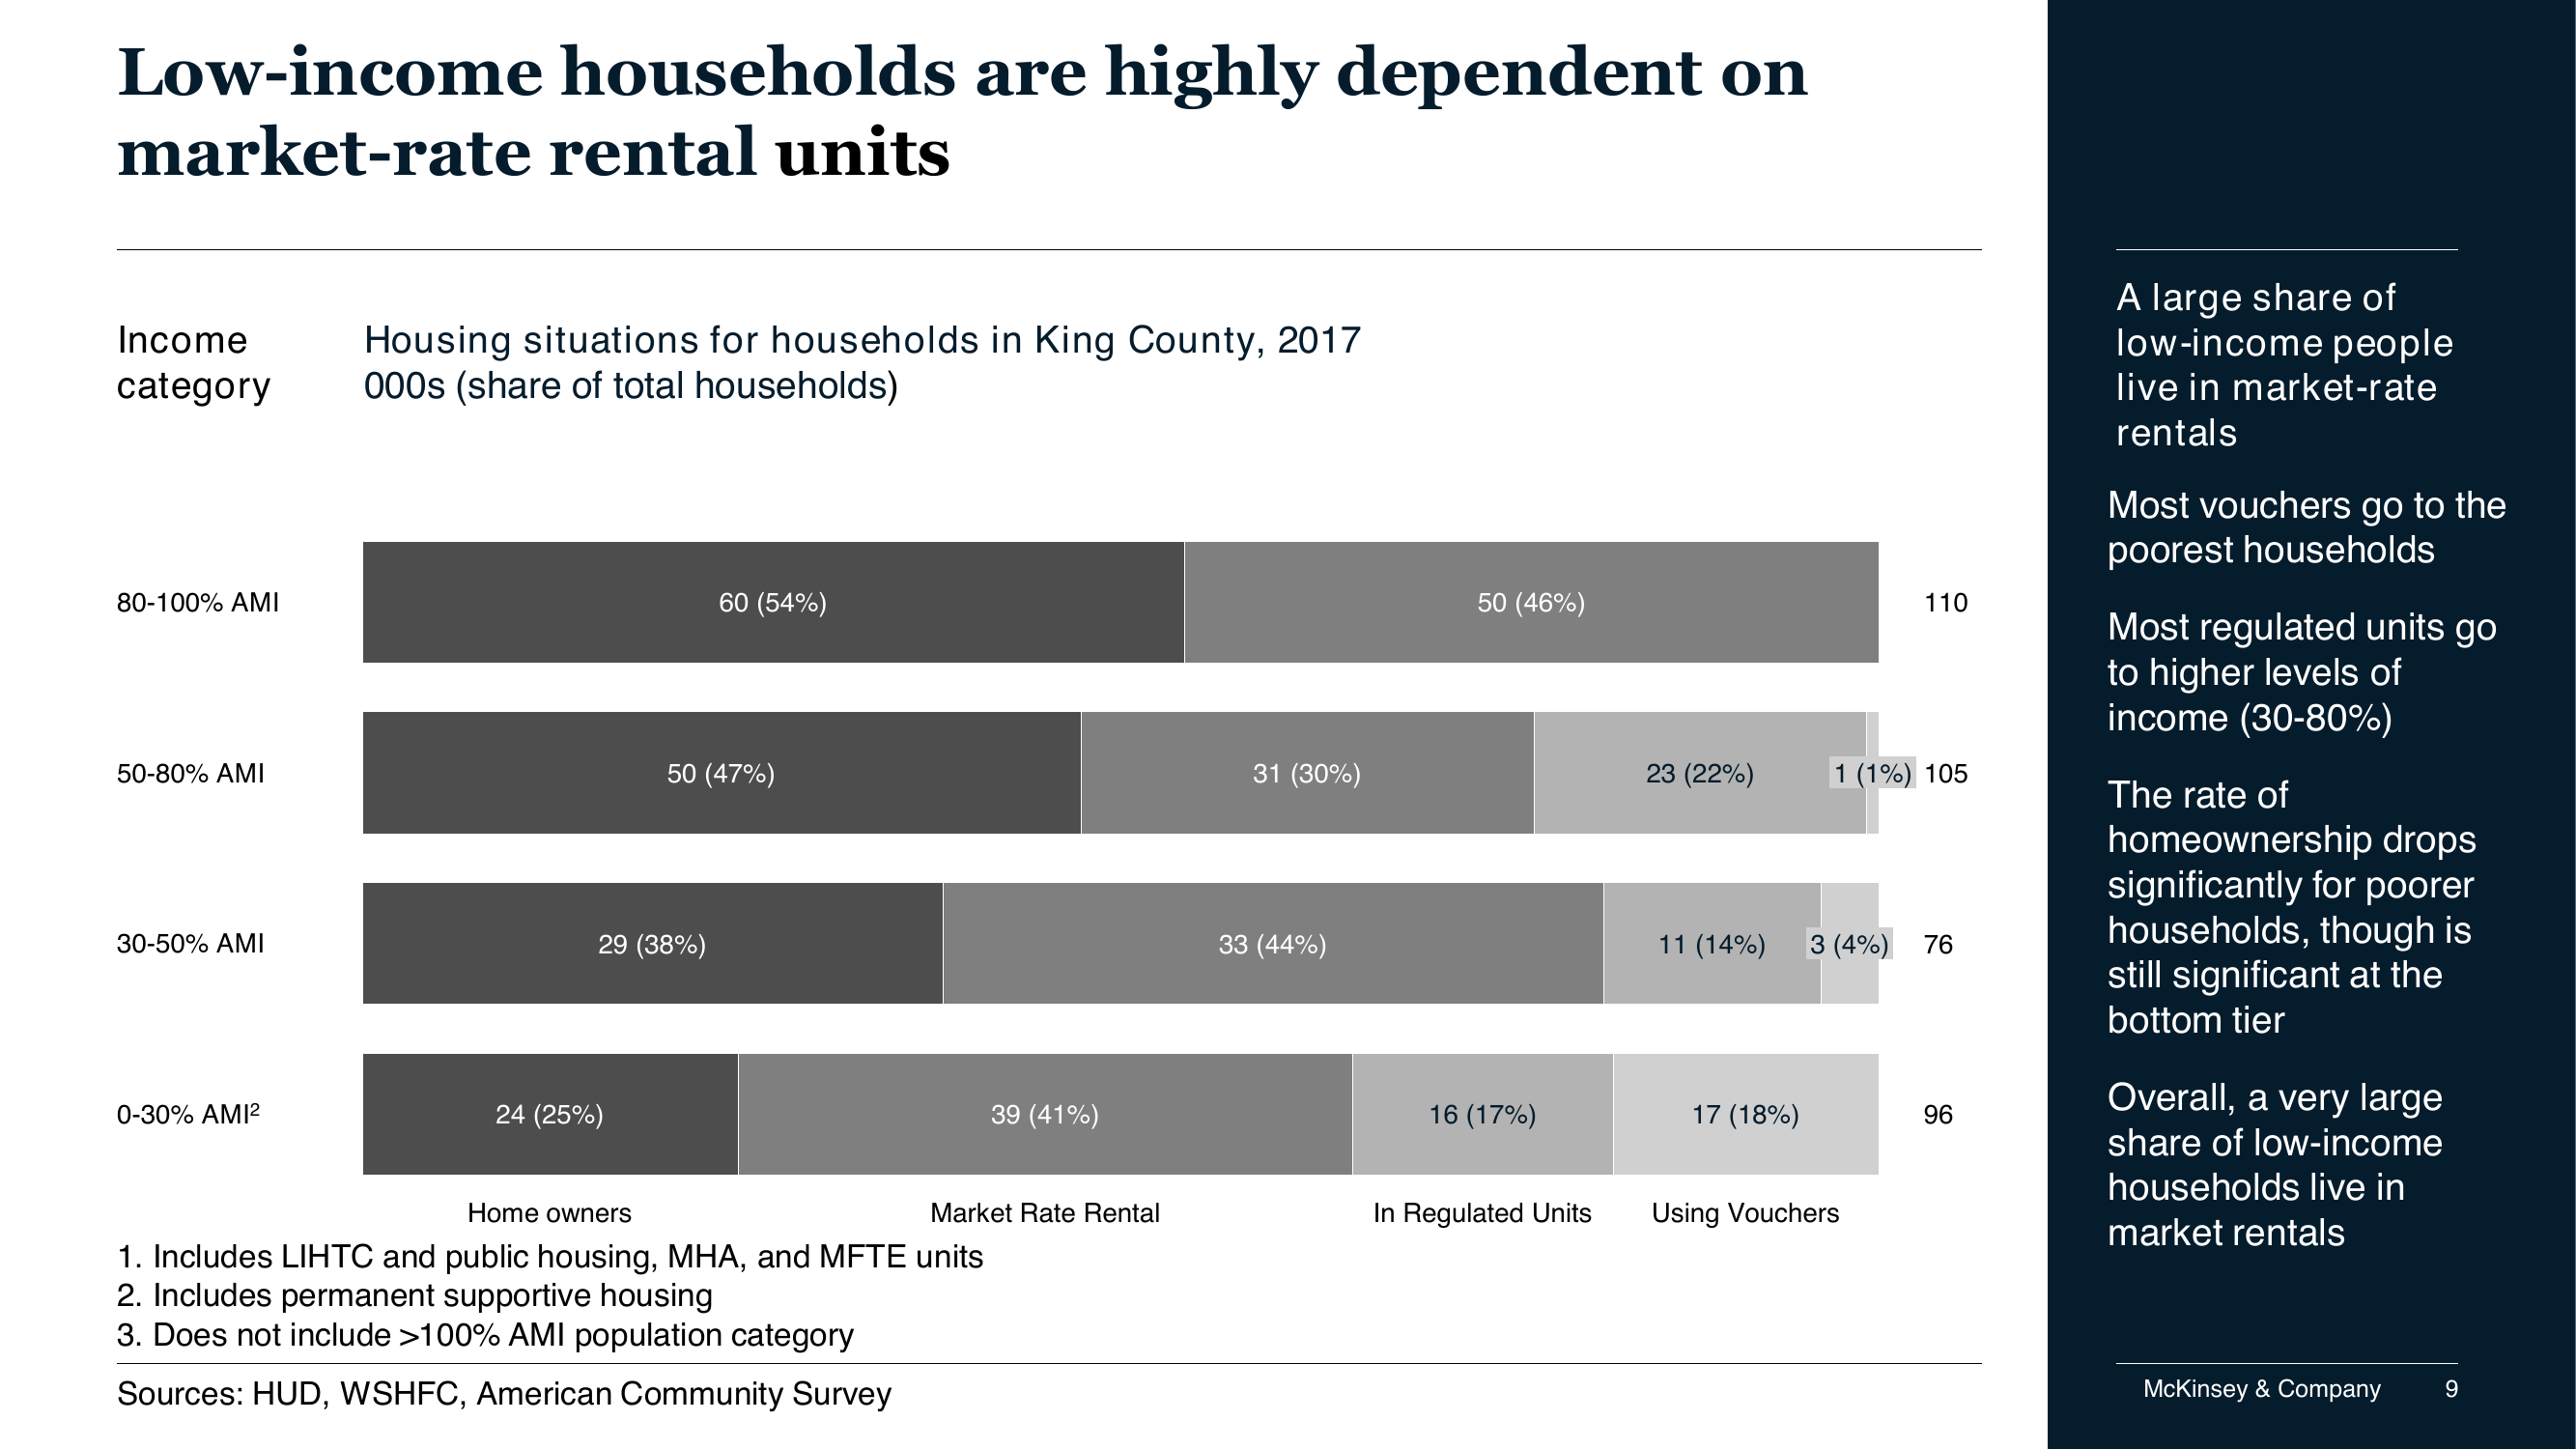 Low-income households are highly dependent on
market-rate rental units
Income
category
Housing situations for households in King County, 2017
000s (share of total households)
80-100% AMI
60 (54%)
50 (46%)
110
50-80% AMI
50 (47%)
31 (30%)
23 (22%)
1 (1%)
105
30-50% AMI
29 (38%)
33 (44%)
11 (14%)
3 (4%)
76
0-30% AMI²
24 (25%)
39 (41%)
16 (17%)
17 (18%)
96
Home owners
Market Rate Rental
In Regulated Units
Using Vouchers
1. Includes LIHTC and public housing, MHA, and MFTE units
2. Includes permanent supportive housing
3. Does not include >100% AMI population category
Sources: HUD, WSHFC, American Community Survey
A large share of
low-income people
live in market-rate
rentals
Most vouchers go to the
poorest households
Most regulated units go
to higher levels of
income (30-80%)
The rate of
homeownership drops
significantly for poorer
households, though is
still significant at the
bottom tier
Overall, a very large
share of low-income
households live in
market rentals
McKinsey & Company
9